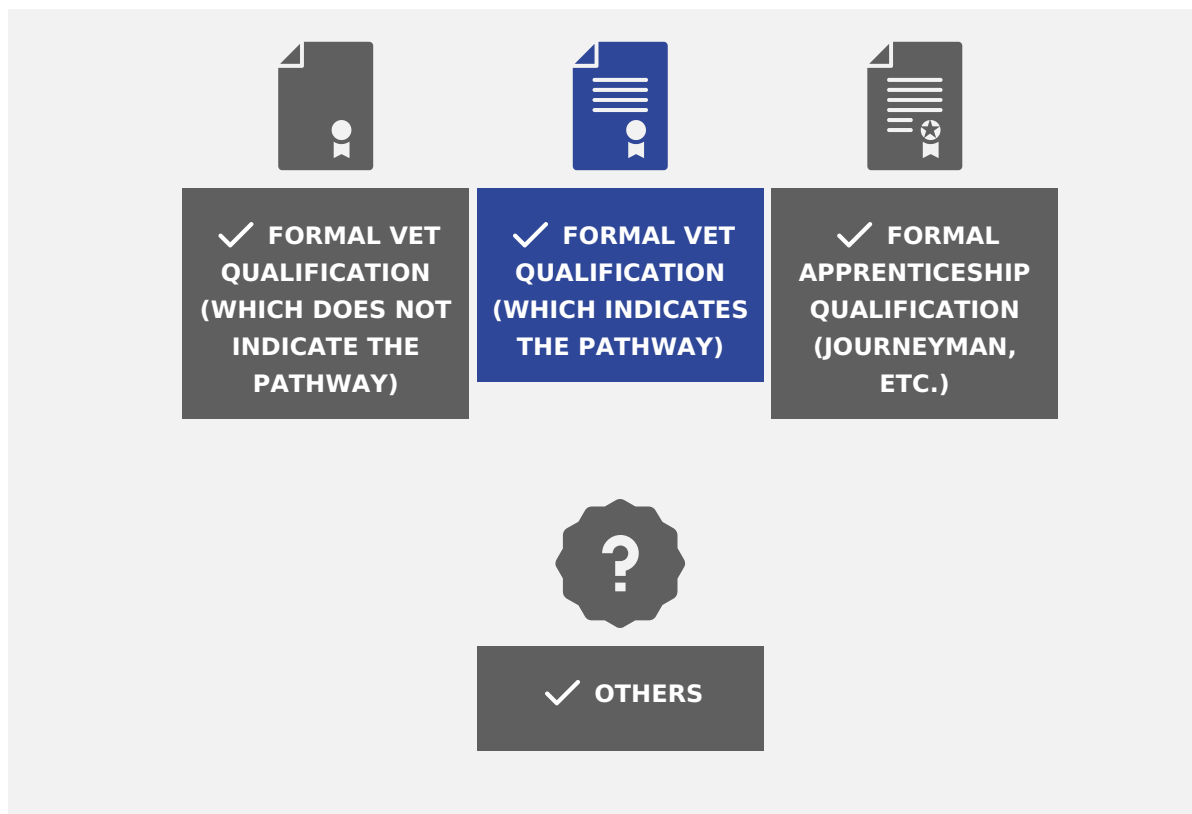 FORMAL VET
QUALIFICATION
(WHICH DOES NOT
INDICATE THE
PATHWAY)
FORMAL VET
QUALIFICATION
(WHICH INDICATES
THE PATHWAY)
FORMAL
APPRENTICESHIP
QUALIFICATION
(JOURNEYMAN,
ETC.)
?
OTHERS